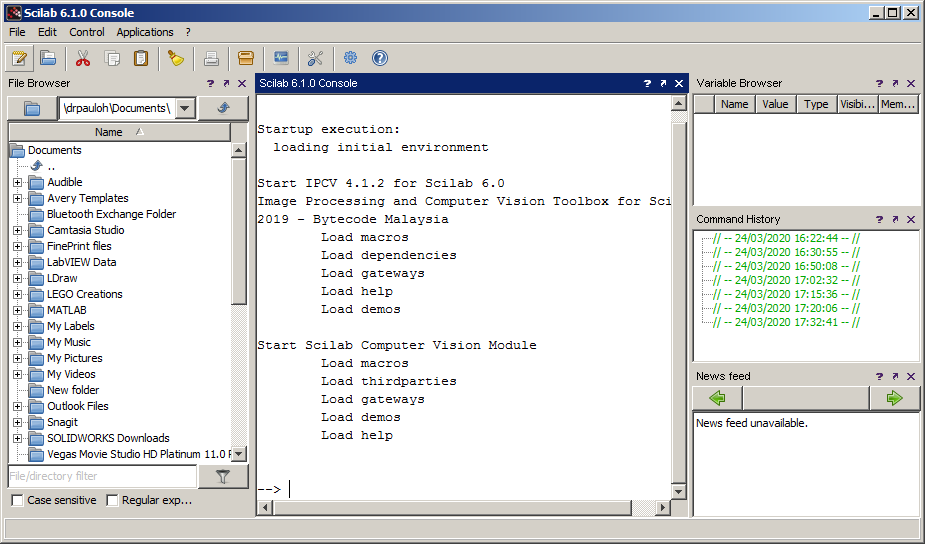 Scilab 6.1.0 Console
File Edit Control Applications ?
File Browser ?
\drpauloh\Documents\
Name
Documents
..
Audible
Avery Templates
Bluetooth Exchange Folder
Camtasia Studio
FinePrint files
LabVIEW Data
LDraw
LEGO Creations
MATLAB
My Labels
My Music
My Pictures
My Videos
New folder
Outlook Files
Snagit
SOLIDWORKS Downloads
Vegas Movie Studio HD Platinum 11.0
File/directory filter
Case sensitive Regular exp...
Scilab 6.1.0 Console ?
Startup execution:
loading initial environment
Start IPCV 4.1.2 for Scilab 6.0
Image Processing and Computer Vision Toolbox for Sci
2019 - Bytecode Malaysia
Load macros
Load dependencies
Load gateways
Load help
Load demos
Start Scilab Computer Vision Module
Load macros
Load thirdparties
Load gateways
Load demos
Load help
-->
Variable Browser ?
Name Value Type Visibi... Mem...
Command History ?
// -- 24/03/2020 16:22:44 -- //
// -- 24/03/2020 16:30:55 -- //
// -- 24/03/2020 16:50:08 -- //
// -- 24/03/2020 17:02:32 -- //
// -- 24/03/2020 17:15:36 -- //
// -- 24/03/2020 17:20:06 -- //
// -- 24/03/2020 17:32:41 -- //
News feed ?
News feed unavailable.